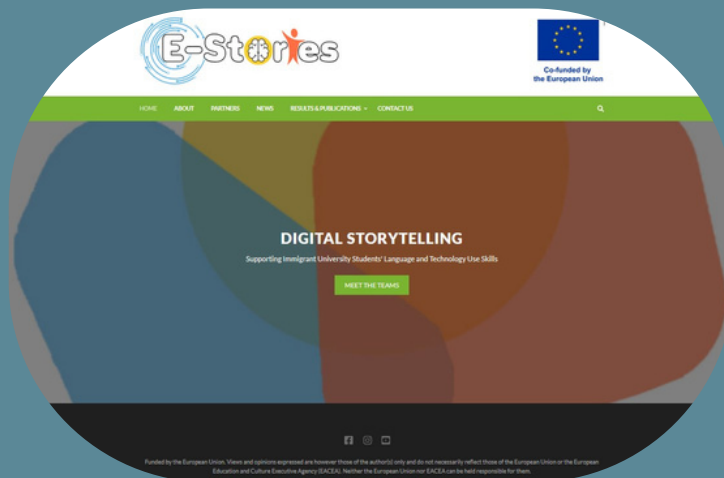 E-Stories
Co-funded by
the European Union
HOME ABOUT PARTNERS NEWS RESULTS & PUBLICATIONS CONTACT US
DIGITAL STORYTELLING
Supporting Immigrant University Students' Language and Technology Use Skills
MEET THE TEAMS
Funded by the European Union. Views and opinions expressed are however those of the author(s) only and do not necessarily reflect those of the European Union or the European
Education and Culture Executive Agency (EACEA). Neither the European Union nor EACEA can be held responsible for them.